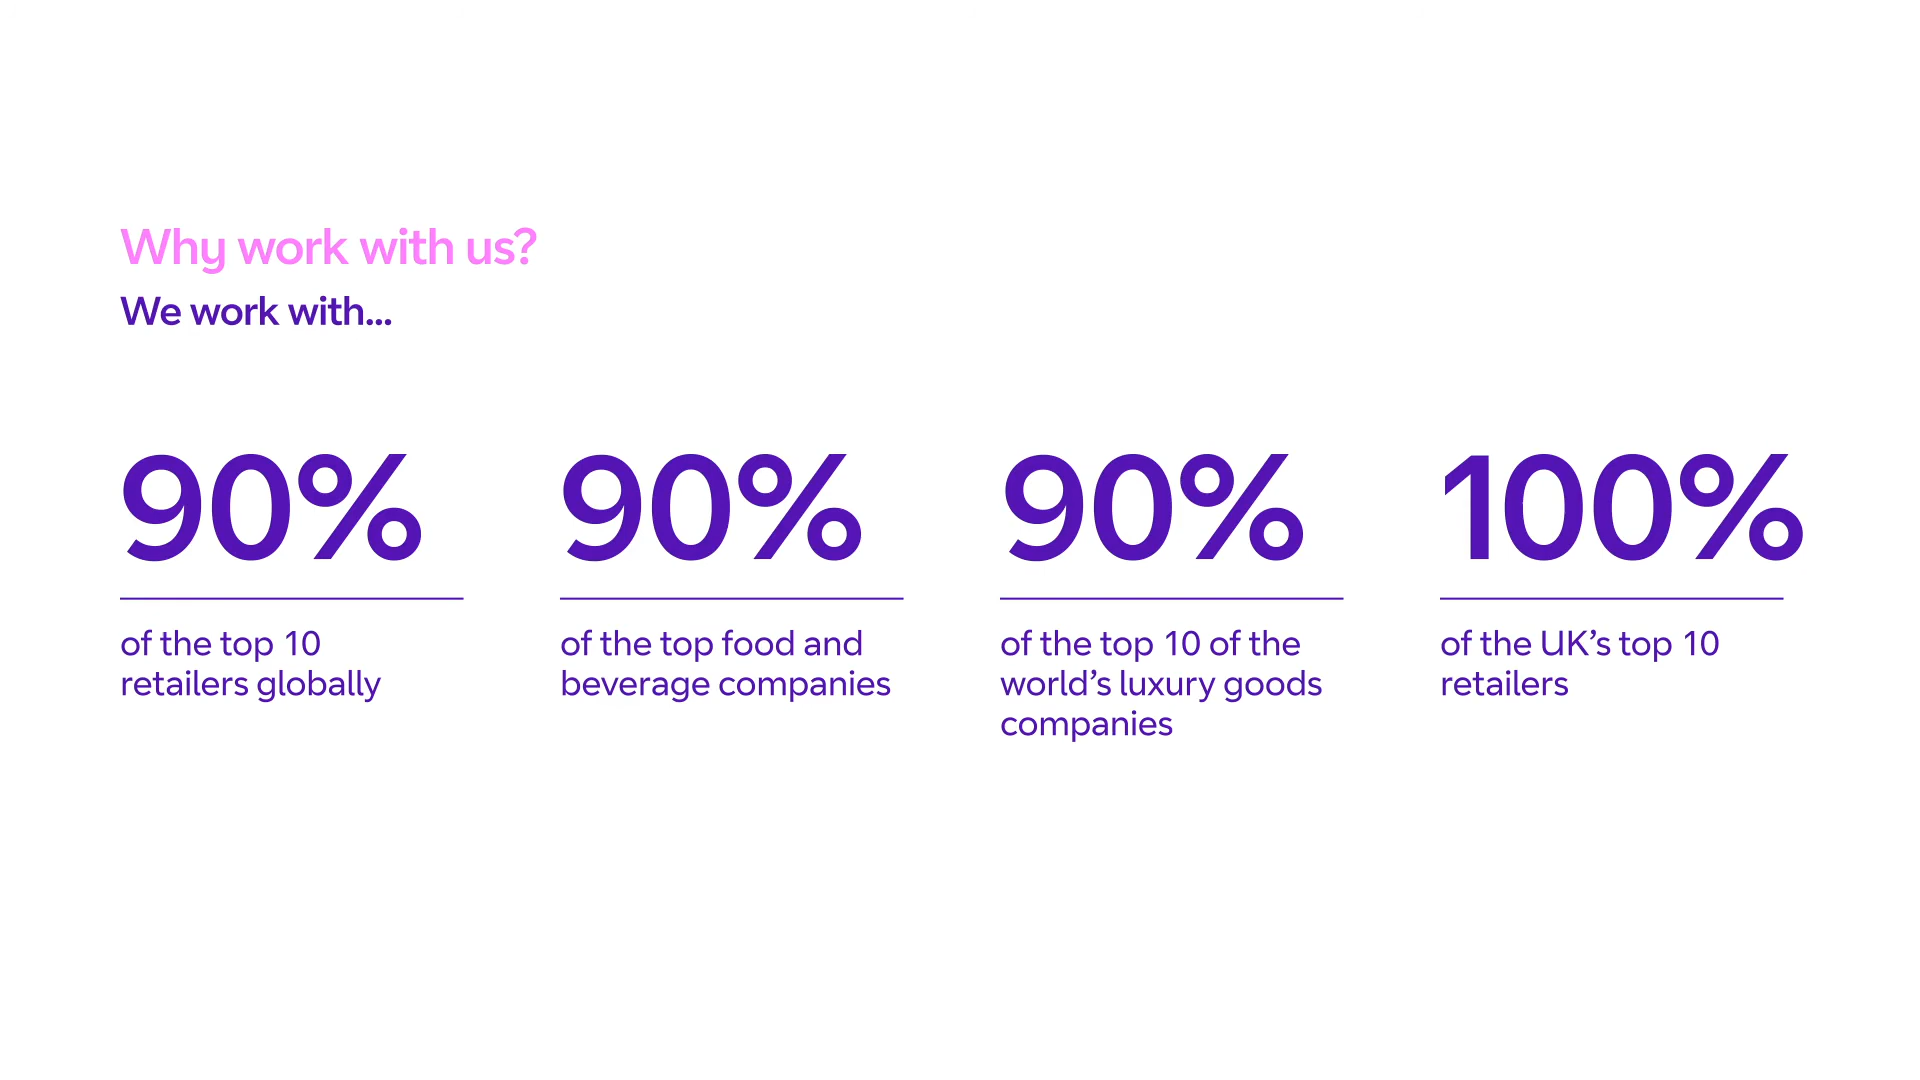 Why work with us?
We work with...
90%
of the top 10
retailers globally
90%
of the top food and
beverage companies
90%
of the top 10 of the
world’s luxury goods
companies
100%
of the UK’s top 10
retailers